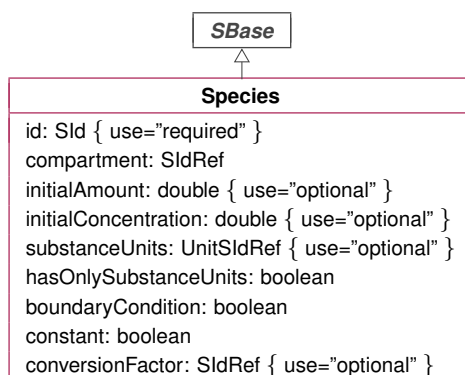 SBase
Species
id: SId { use="required" }
compartment: SIdRef
initialAmount: double { use="optional" }
initialConcentration: double { use="optional" }
substanceUnits: UnitSIdRef { use="optional" }
hasOnlySubstanceUnits: boolean
boundaryCondition: boolean
constant: boolean
conversionFactor: SIdRef { use="optional" }